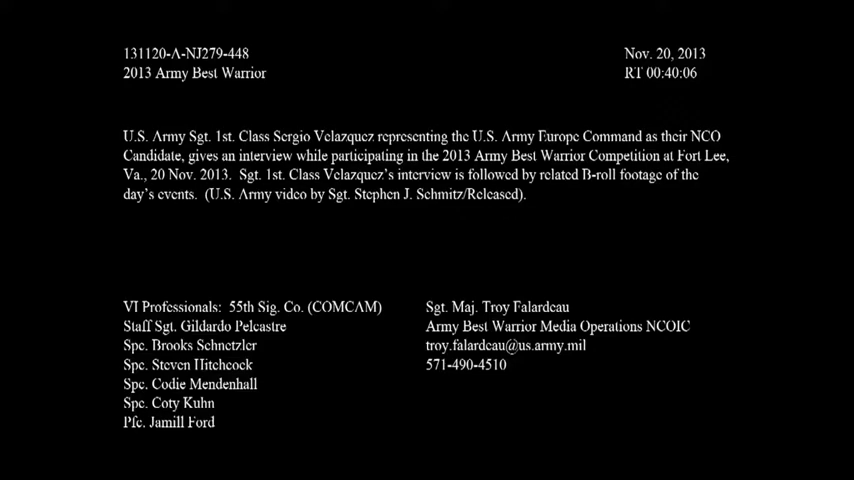 131120-A-NJ279-448
Nov. 20, 2013
2013 Army Best Warrior
RT 00:40:06
U.S. Army Sgt. 1st. Class Sergio Velazquez representing the U.S. Army Europe Command as their NCO
Candidate, gives an interview while participating in the 2013 Army Best Warrior Competition at Fort Lee,
Va., 20 Nov. 2013.  Sgt. 1st. Class Velazquez's interview is followed by related B-roll footage of the
day's events.  (U.S. Army video by Sgt. Stephen J. Schmitz/Released).
VI Professionals:  55th Sig. Co. (COMCAM)
Staff Sgt. Gildardo Pelcastre
Spc. Brooks Schnetzler
Spc. Steven Hitchcock
Spc. Codie Mendenhall
Spc. Coty Kuhn
Pfc. Jamill Ford
Sgt. Maj. Troy Falardeau
Army Best Warrior Media Operations NCOIC
troy.falardeau@us.army.mil
571-490-4510